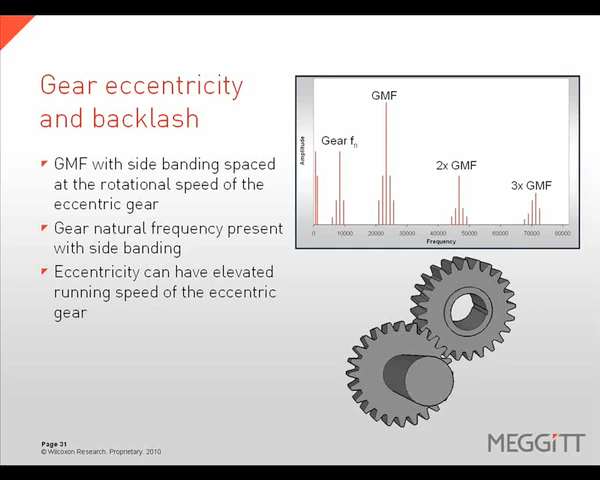 Gear eccentricity
and backlash
GMF with side banding spaced
at the rotational speed of the
eccentric gear
Gear natural frequency present
with side banding
Eccentricity can have elevated
running speed of the eccentric
gear
GMF
Gear fn
2x GMF
3x GMF
Amplitude
0 10000 20000 30000 40000 50000 60000 70000 80000
Frequency
Page 31
© Wilcoxon Research. Proprietary. 2010
MEGGITT